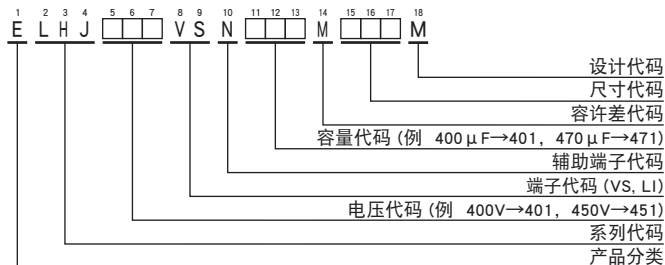 1 2 3 4 5 6 7 8 9 10 11 12 13 14 15 16 17 18
E L H J □□□ V S N □□□ M □□□ M
设计代码
尺寸代码
容许差代码
容量代码 (例 400μF→401, 470μF→471)
辅助端子代码
端子代码 (VS, LI)
电压代码 (例 400V→401, 450V→451)
系列代码
产品分类